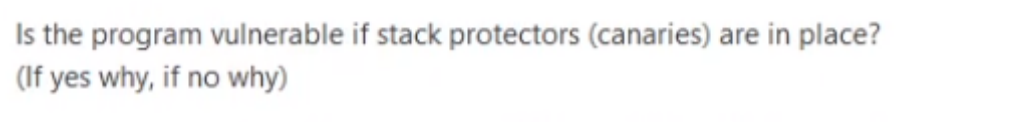 Is the program vulnerable if stack protectors (canaries) are in place?
(If yes why, if no why)